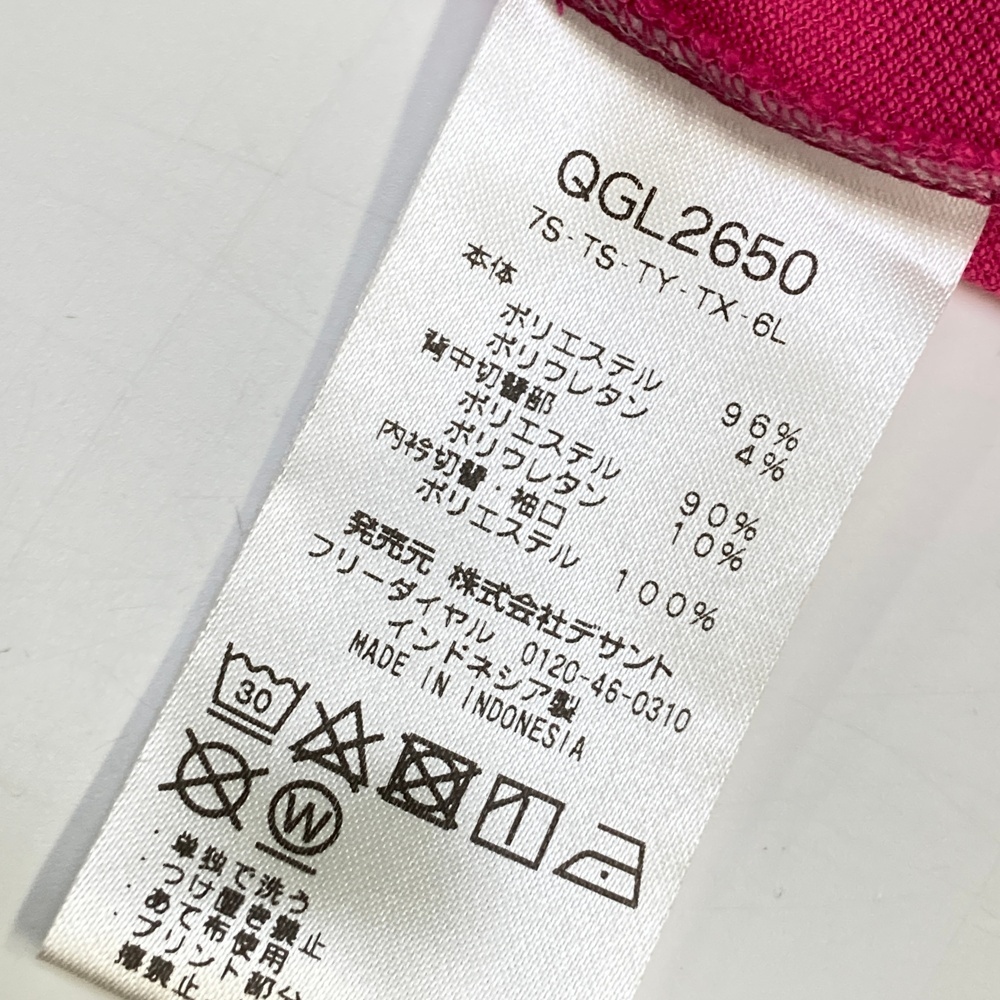 QGL2650
7S-TS-TY-TX-6L
本体
ポリエステル 96%
ポリウレタン 4%
背中切替部
ポリエステル 90%
ポリウレタン 10%
内衿切替・袖口
ポリエステル 100%
発売元 株式会社デサント
フリーダイヤル 0120-46-0310
インドネシア製
MADE IN INDONESIA
30
W
単独で洗う
つけ置き禁止
あて布使用
プリント部分
禁止